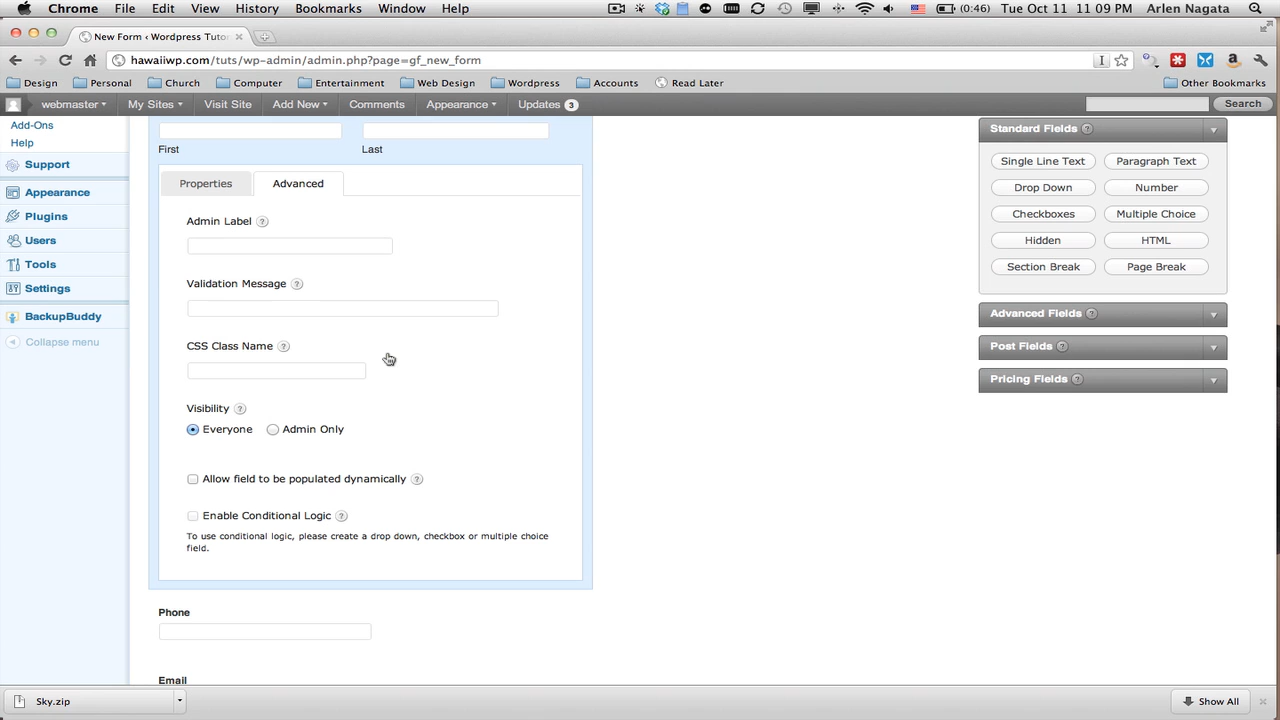 Chrome File Edit View History Bookmarks Window Help (0:46) Tue Oct 11 11:09 PM Arlen Nagata
New Form ‹ Wordpress Tutor
hawaiiwp.com/tuts/wp-admin/admin.php?page=gf_new_form
Design Personal Church Computer Entertainment Web Design Wordpress Accounts Read Later Other Bookmarks
webmaster My Sites Visit Site Add New Comments Appearance Updates 3 Search
Add-Ons
Help
Support
Appearance
Plugins
Users
Tools
Settings
BackupBuddy
Collapse menu
First Last
Properties Advanced
Admin Label ?
Validation Message ?
CSS Class Name ?
Visibility ?
Everyone Admin Only
Allow field to be populated dynamically ?
Enable Conditional Logic ?
To use conditional logic, please create a drop down, checkbox or multiple choice
field.
Phone
Email
Standard Fields ?
Single Line Text Paragraph Text
Drop Down Number
Checkboxes Multiple Choice
Hidden HTML
Section Break Page Break
Advanced Fields ?
Post Fields ?
Pricing Fields ?
Sky.zip Show All